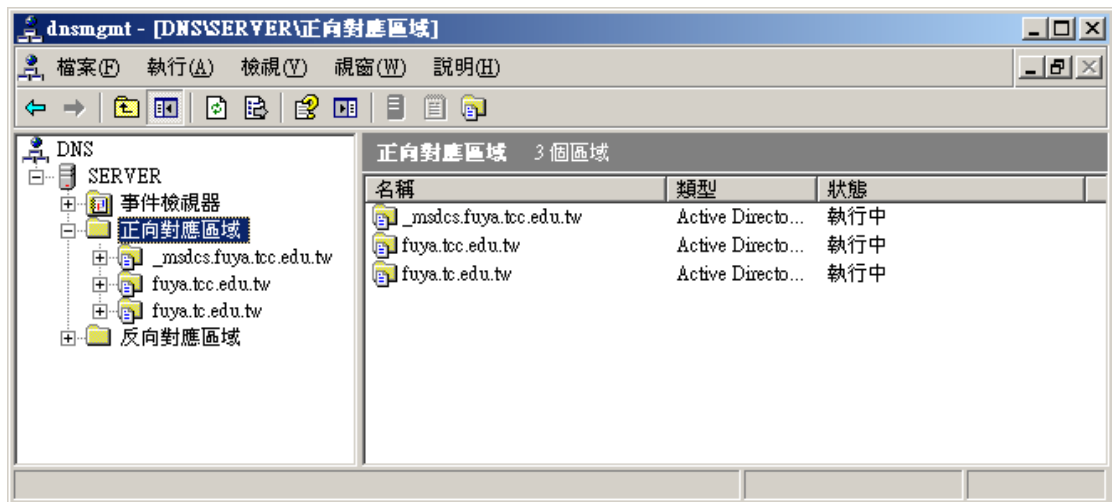 dnsmgmt - [DNS\SERVER\正向對應區域]
檔案(F) 執行(A) 檢視(V) 視窗(W) 說明(H)
DNS
SERVER
事件檢視器
正向對應區域
_msdcs.fuya.tcc.edu.tw
fuya.tcc.edu.tw
fuya.tc.edu.tw
反向對應區域
正向對應區域 3 個區域
名稱 類型 狀態
_msdcs.fuya.tcc.edu.tw Active Directo... 執行中
fuya.tcc.edu.tw Active Directo... 執行中
fuya.tc.edu.tw Active Directo... 執行中